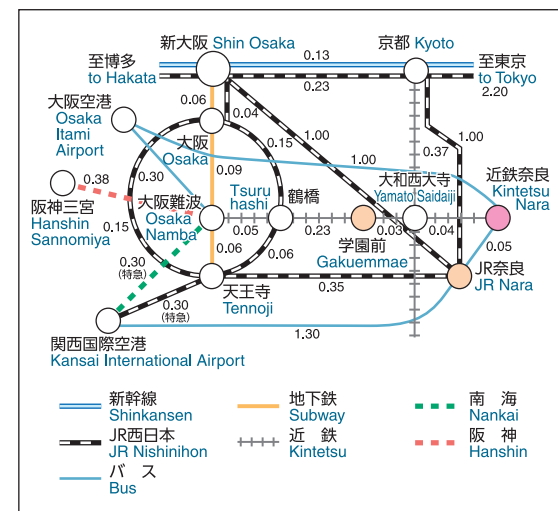 新大阪 Shin Osaka
京都 Kyoto
0.13
至博多
to Hakata
至東京
to Tokyo
0.23
2.20
大阪空港
Osaka
Itami
Airport
0.06
0.04
大阪
Osaka
0.15
1.00
1.00
0.37
1.00
0.30
0.09
0.38
阪神三宮
Hanshin
Sannomiya
大阪難波
Osaka
Namba
Tsuru
hashi
鶴橋
大和西大寺
Yamato Saidaiji
近鉄奈良
Kintetsu
Nara
0.15
0.05
0.23
0.03
0.04
0.05
学園前
Gakuemmae
0.06
0.06
0.30
(特急)
天王寺
Tennoji
0.35
JR奈良
JR Nara
0.30
(特急)
1.30
関西国際空港
Kansai International Airport
新幹線
Shinkansen
地下鉄
Subway
南 海
Nankai
JR西日本
JR Nishinihon
近 鉄
Kintetsu
阪 神
Hanshin
バ ス
Bus